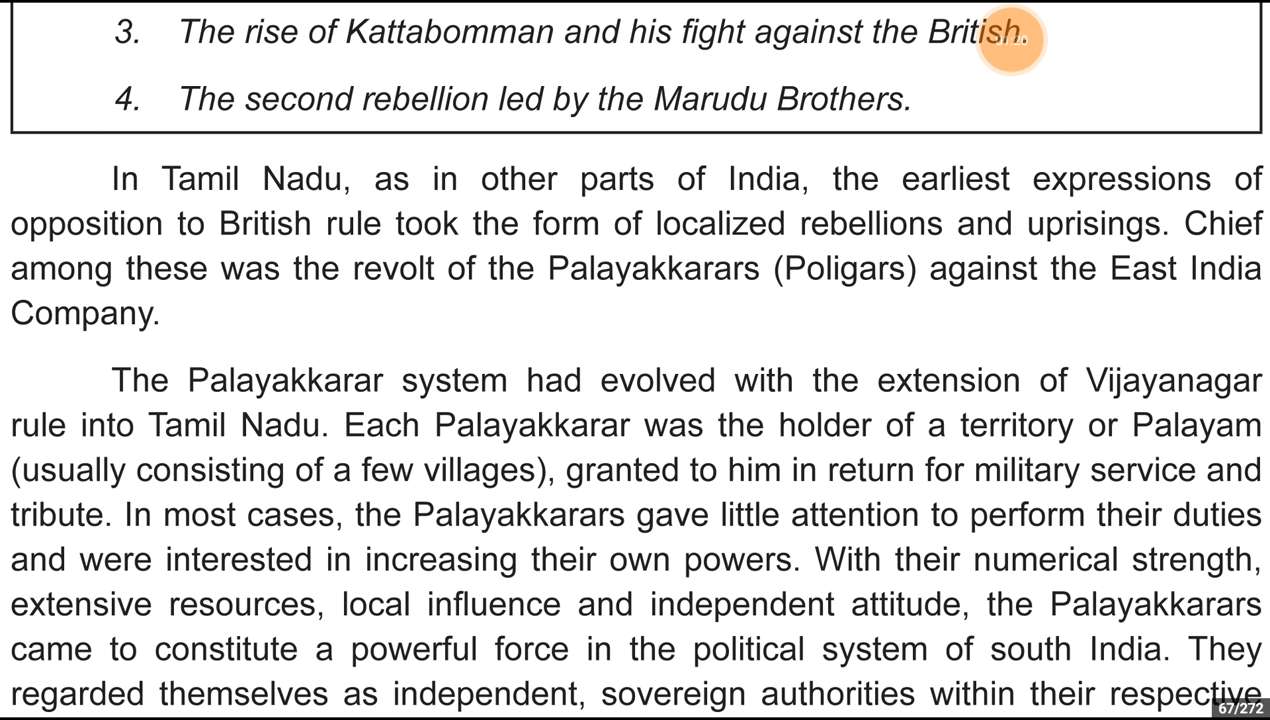 3. The rise of Kattabomman and his fight against the British.
4. The second rebellion led by the Marudu Brothers.
In Tamil Nadu, as in other parts of India, the earliest expressions of
opposition to British rule took the form of localized rebellions and uprisings. Chief
among these was the revolt of the Palayakkarars (Poligars) against the East India
Company.
The Palayakkarar system had evolved with the extension of Vijayanagar
rule into Tamil Nadu. Each Palayakkarar was the holder of a territory or Palayam
(usually consisting of a few villages), granted to him in return for military service and
tribute. In most cases, the Palayakkarars gave little attention to perform their duties
and were interested in increasing their own powers. With their numerical strength,
extensive resources, local influence and independent attitude, the Palayakkarars
came to constitute a powerful force in the political system of south India. They
regarded themselves as independent, sovereign authorities within their respective
67/272